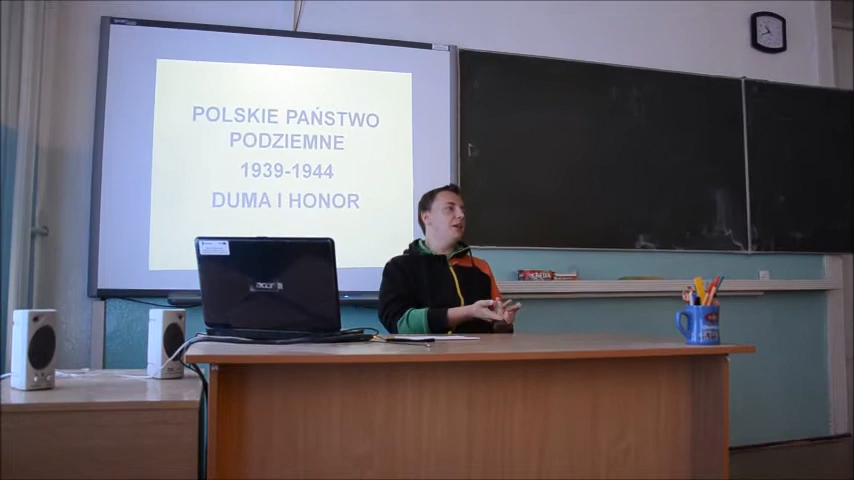 POLSKIE PAŃSTWO
PODZIEMNE
1939-1944
DUMA I HONOR
acer